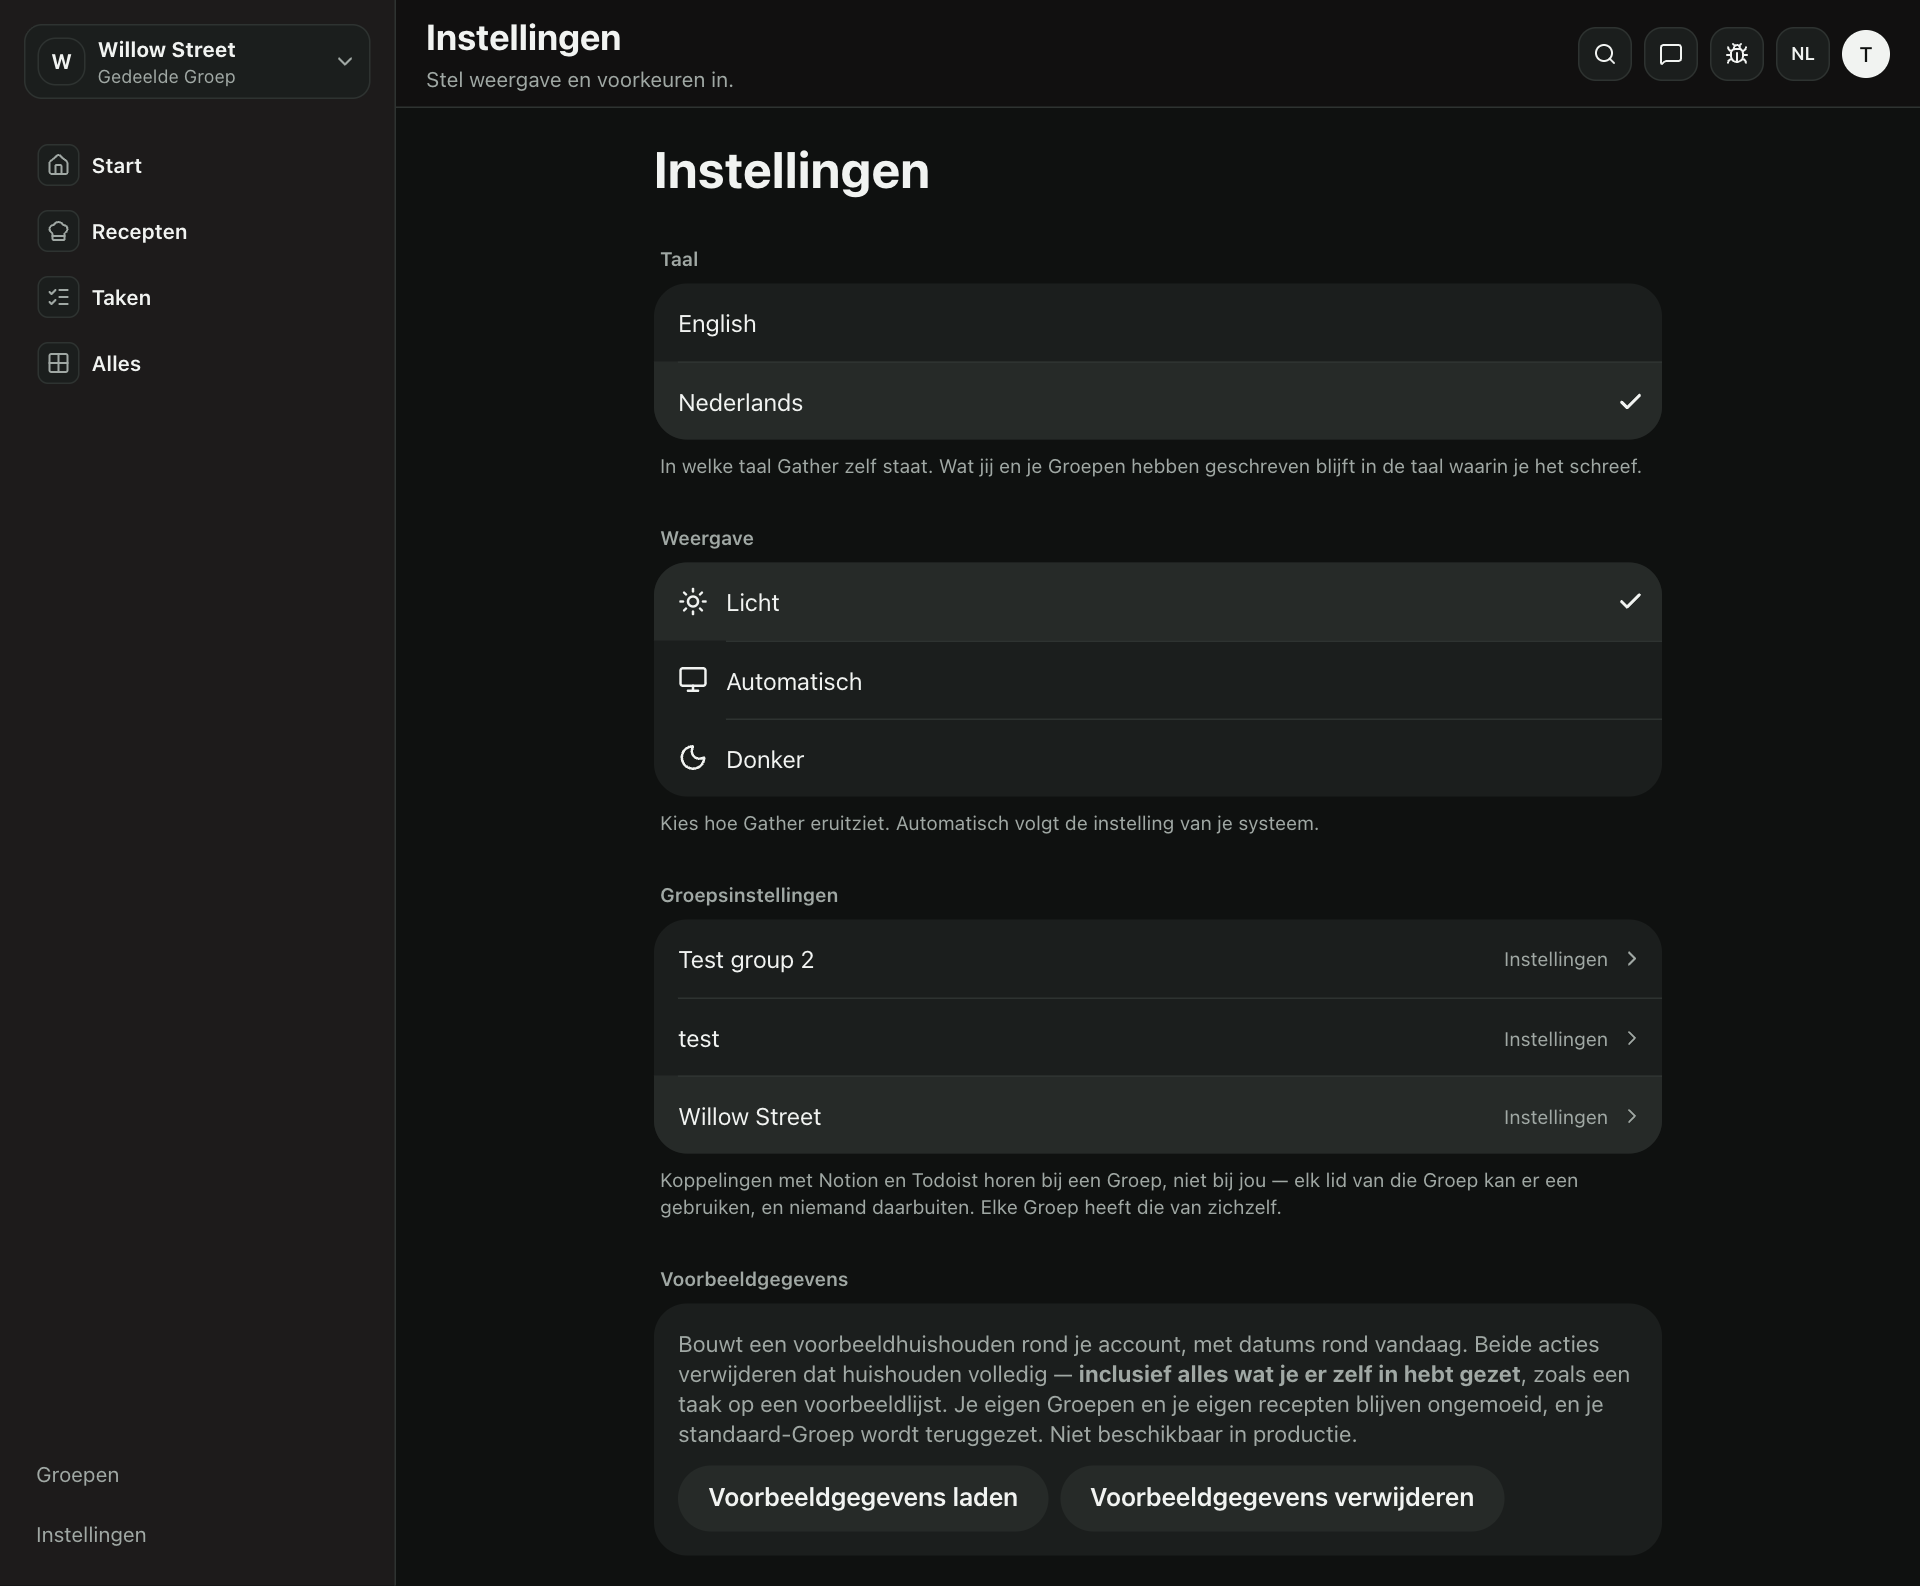 W
Willow Street
Gedeelde Groep
Start
Recepten
Taken
Alles
Groepen
Instellingen
Instellingen
Stel weergave en voorkeuren in.
NL
T
Instellingen
Taal
English
Nederlands
In welke taal Gather zelf staat. Wat jij en je Groepen hebben geschreven blijft in de taal waarin je het schreef.
Weergave
Licht
Automatisch
Donker
Kies hoe Gather eruitziet. Automatisch volgt de instelling van je systeem.
Groepsinstellingen
Test group 2 Instellingen
test Instellingen
Willow Street Instellingen
Koppelingen met Notion en Todoist horen bij een Groep, niet bij jou — elk lid van die Groep kan er een
gebruiken, en niemand daarbuiten. Elke Groep heeft die van zichzelf.
Voorbeeldgegevens
Bouwt een voorbeeldhuishouden rond je account, met datums rond vandaag. Beide acties
verwijderen dat huishouden volledig — inclusief alles wat je er zelf in hebt gezet, zoals een
taak op een voorbeeldlijst. Je eigen Groepen en je eigen recepten blijven ongemoeid, en je
standaard-Groep wordt teruggezet. Niet beschikbaar in productie.
Voorbeeldgegevens laden
Voorbeeldgegevens verwijderen